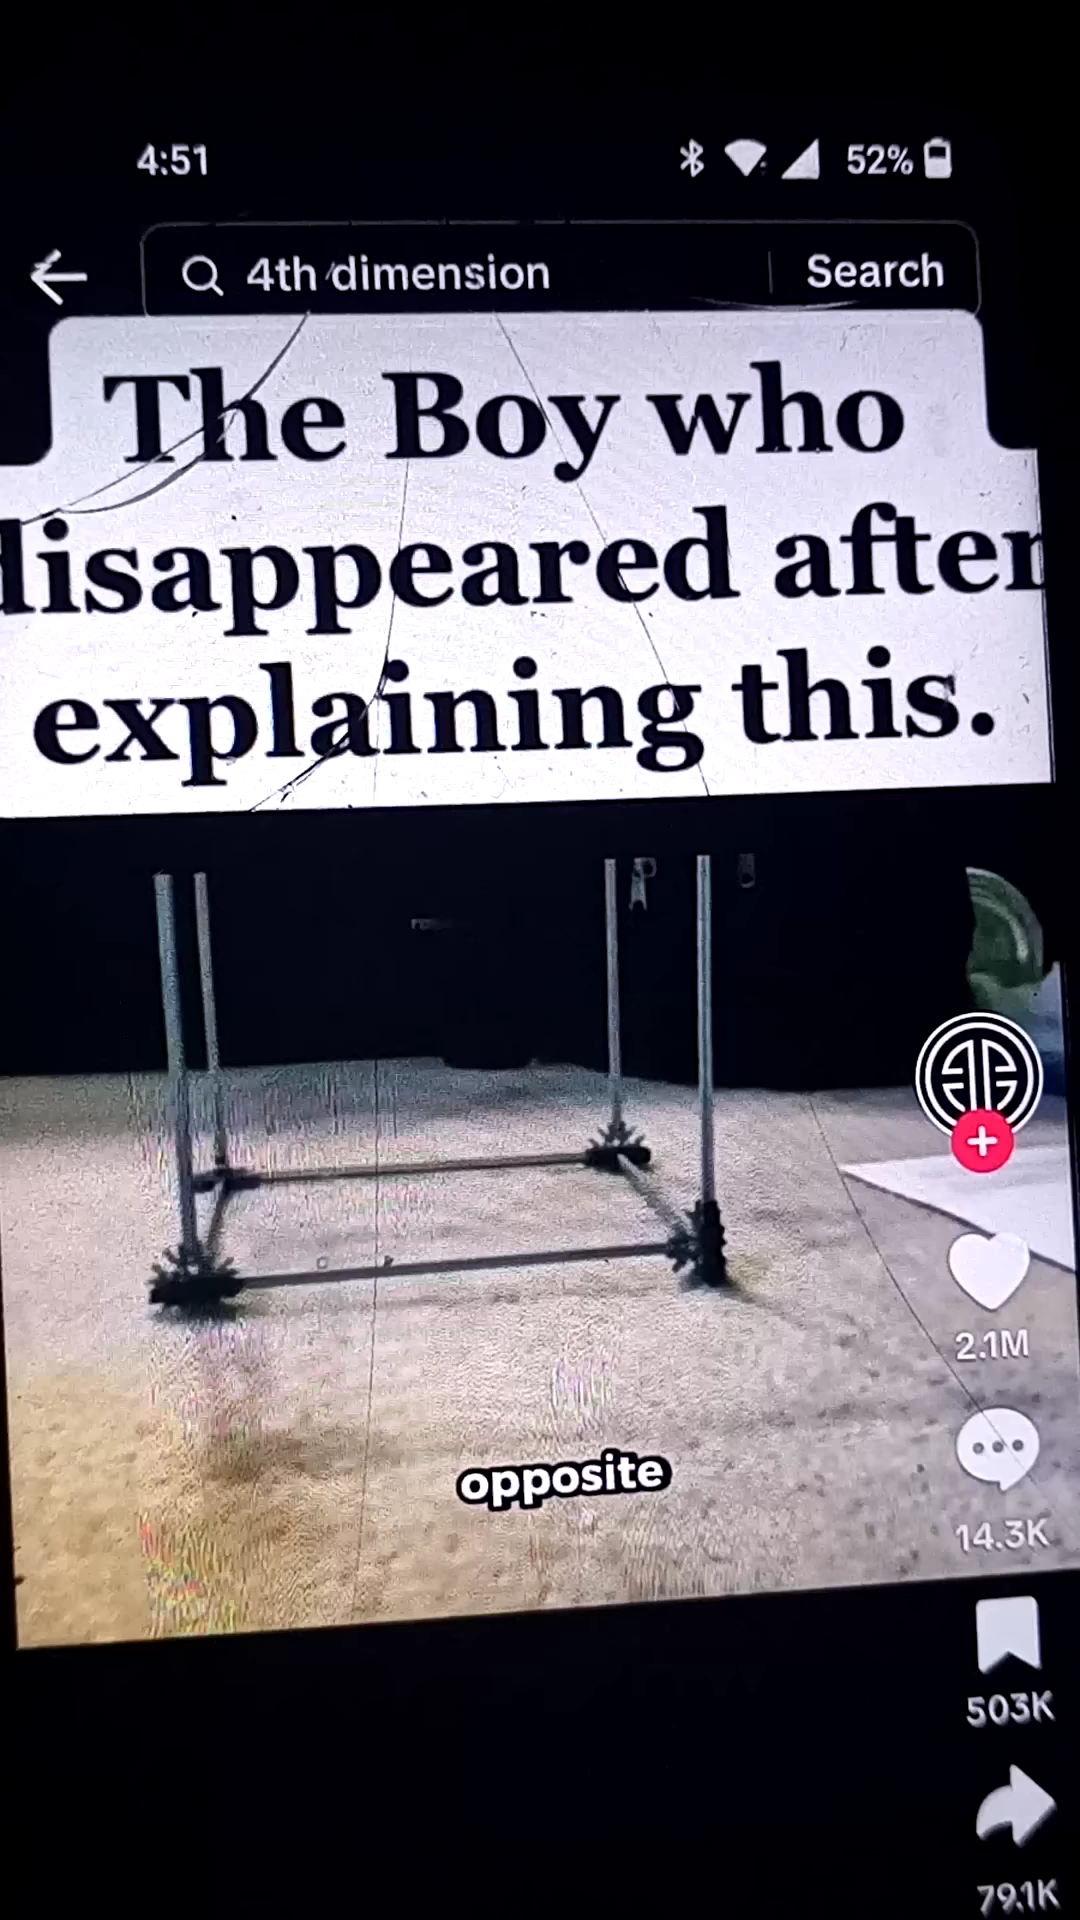 4:51
52%
4th dimension
Search
The Boy who
disappeared after
explaining this.
opposite
2.1M
14.3K
503K
79.1K